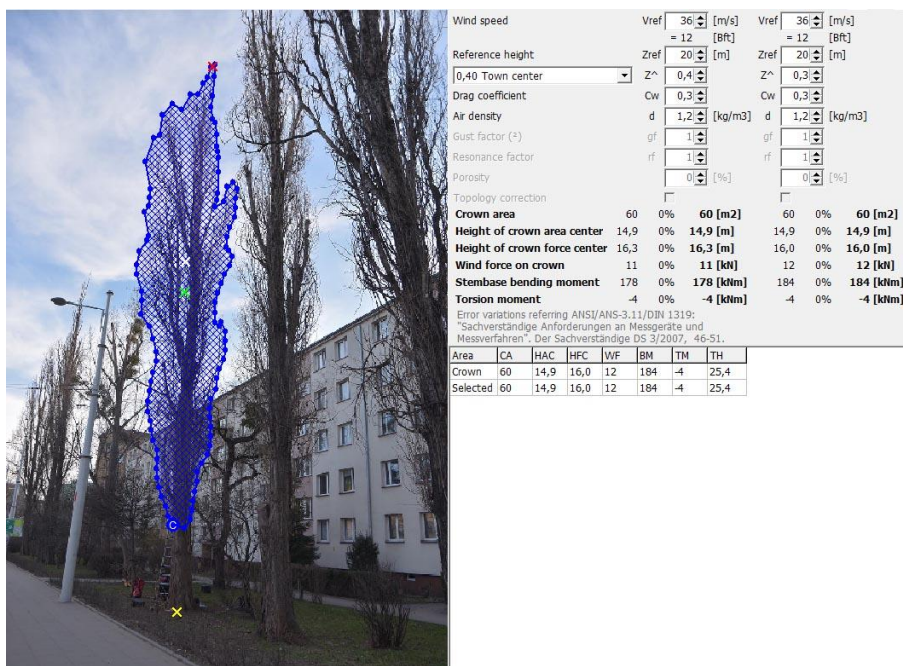 Wind speed Vref 36 [m/s] Vref 36 [m/s]
= 12 [Bft] = 12 [Bft]
Reference height Zref 20 [m] Zref 20 [m]
0,40 Town center Z^ 0,4 Z^ 0,3
Drag coefficient Cw 0,3 Cw 0,3
Air density d 1,2 [kg/m3] d 1,2 [kg/m3]
Gust factor (²) gf 1 gf 1
Resonance factor rf 1 rf 1
Porosity 0 [%] 0 [%]
Topology correction
Crown area 60 0% 60 [m2] 60 0% 60 [m2]
Height of crown area center 14,9 0% 14,9 [m] 14,9 0% 14,9 [m]
Height of crown force center 16,3 0% 16,3 [m] 16,0 0% 16,0 [m]
Wind force on crown 11 0% 11 [kN] 12 0% 12 [kN]
Stembase bending moment 178 0% 178 [kNm] 184 0% 184 [kNm]
Torsion moment -4 0% -4 [kNm] -4 0% -4 [kNm]
Error variations referring ANSI/ANS-3.11/DIN 1319:
"Sachverständige Anforderungen an Messgeräte und
Messverfahren". Der Sachverständige DS 3/2007, 46-51.
Area CA HAC HFC WF BM TM TH
Crown 60 14,9 16,0 12 184 -4 25,4
Selected 60 14,9 16,0 12 184 -4 25,4
C